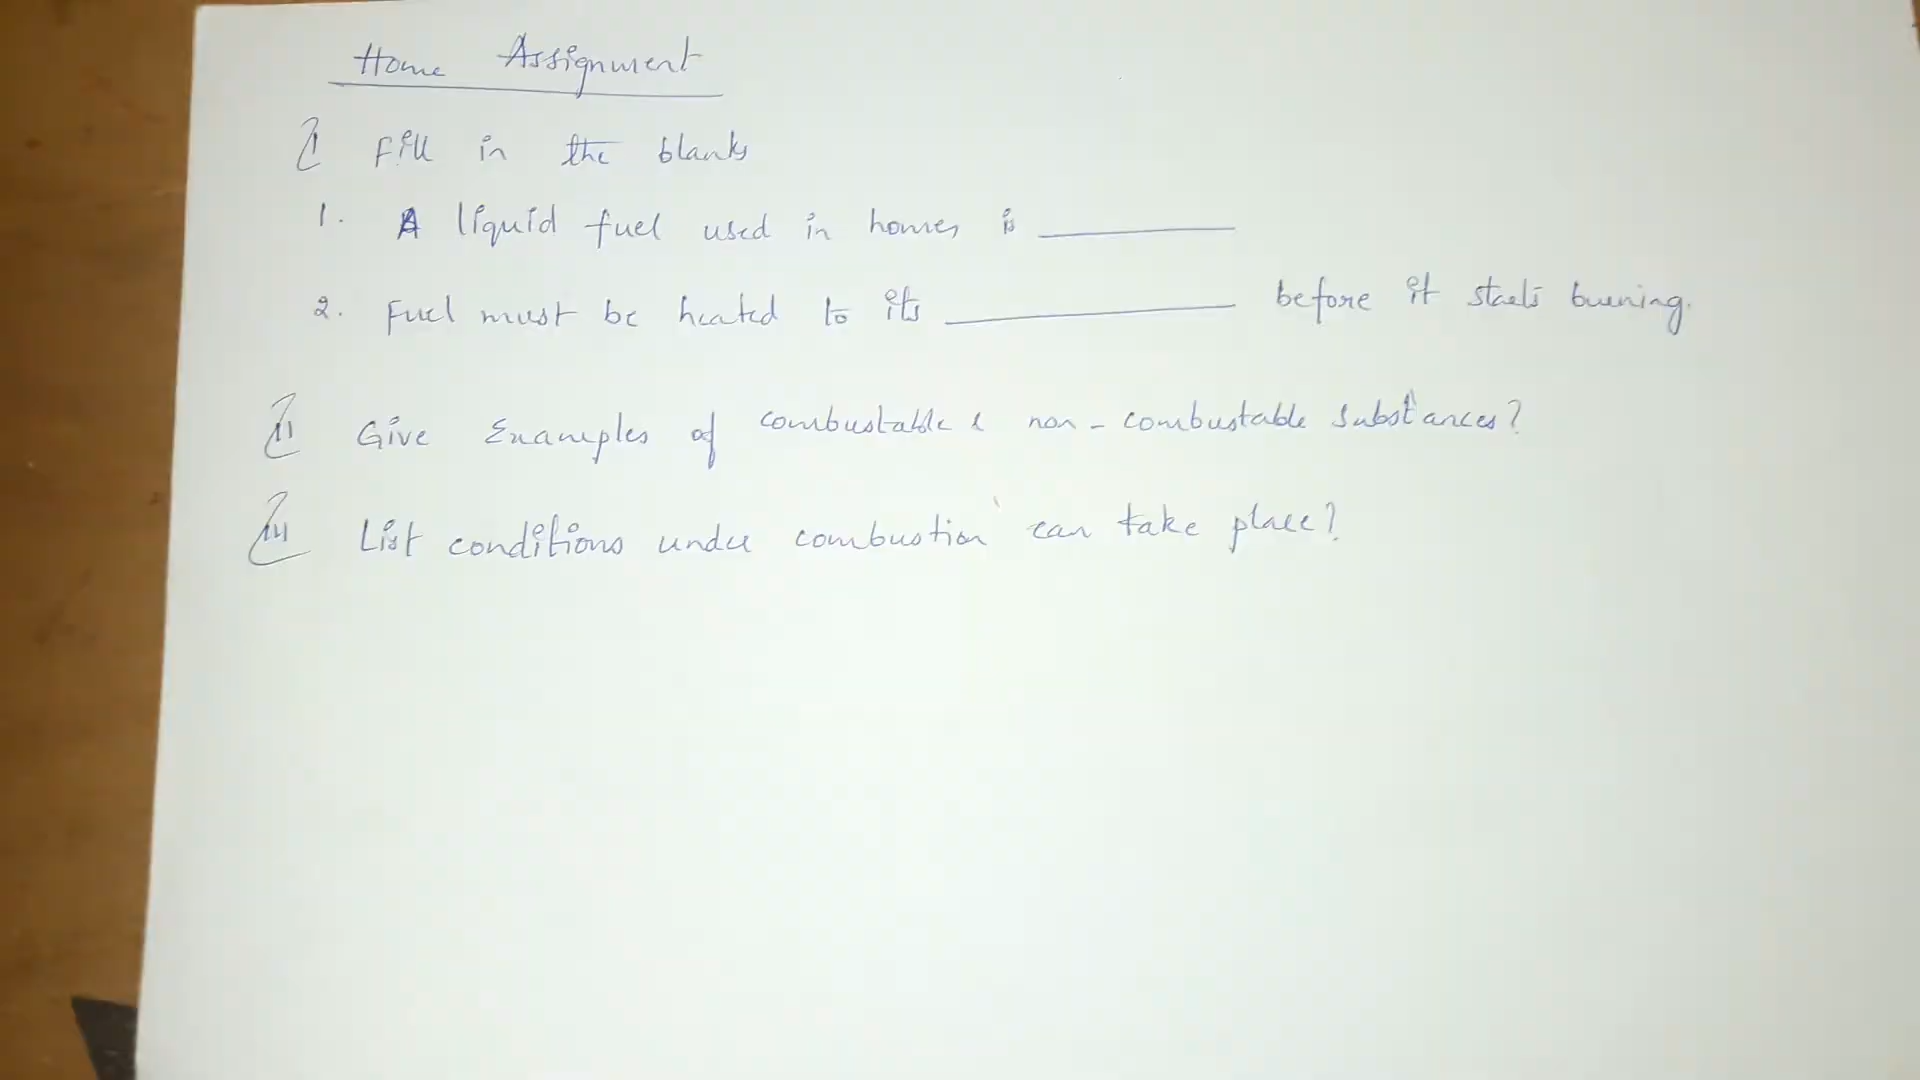 Home Assignment
I Fill in the blanks
1. A liquid fuel used in homes is ________
2. Fuel must be heated to its ________ before it starts burning.
II Give Examples of combustable & non-combustable substances?
III List conditions under combustion can take place?